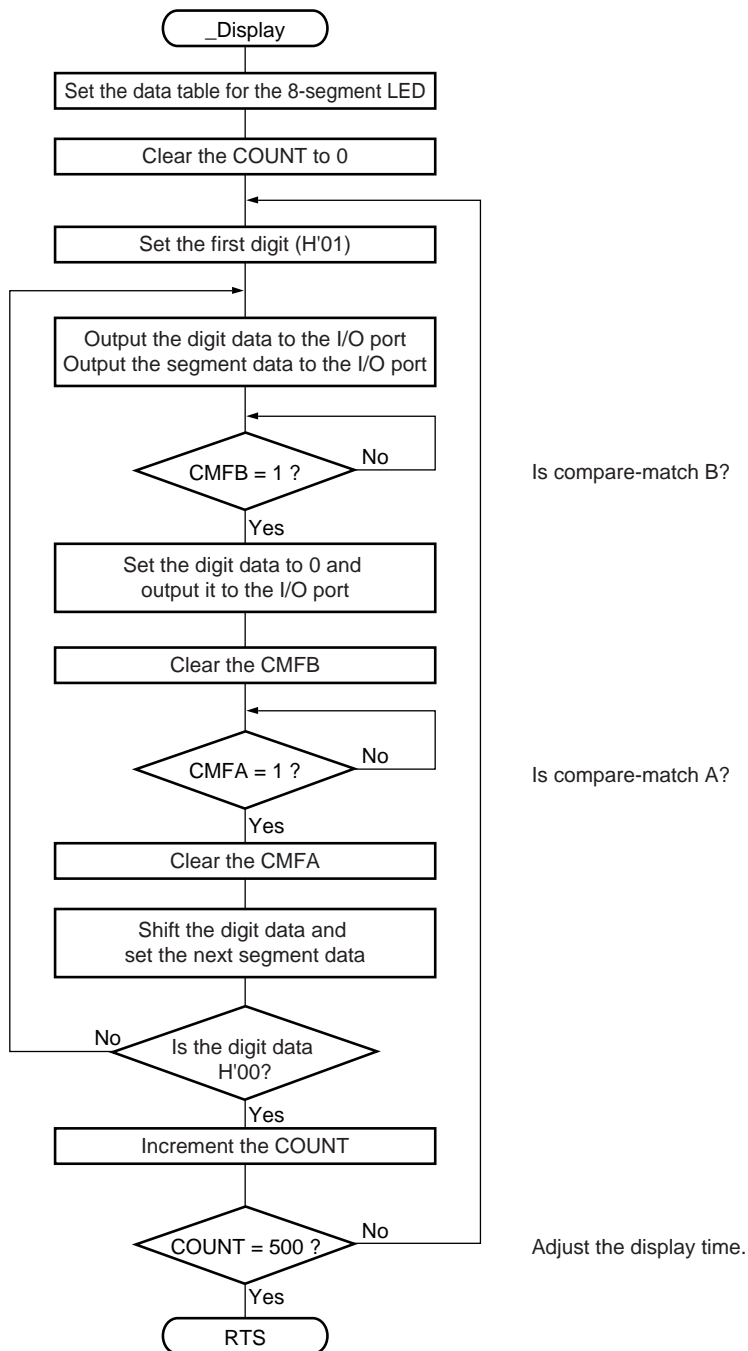 _Display
Set the data table for the 8-segment LED
Clear the COUNT to 0
Set the first digit (H'01)
Output the digit data to the I/O port
Output the segment data to the I/O port
CMFB = 1 ?
No
Is compare-match B?
Yes
Set the digit data to 0 and
output it to the I/O port
Clear the CMFB
CMFA = 1 ?
No
Is compare-match A?
Yes
Clear the CMFA
Shift the digit data and
set the next segment data
No
Is the digit data
H'00?
Yes
Increment the COUNT
COUNT = 500 ?
No
Adjust the display time.
Yes
RTS